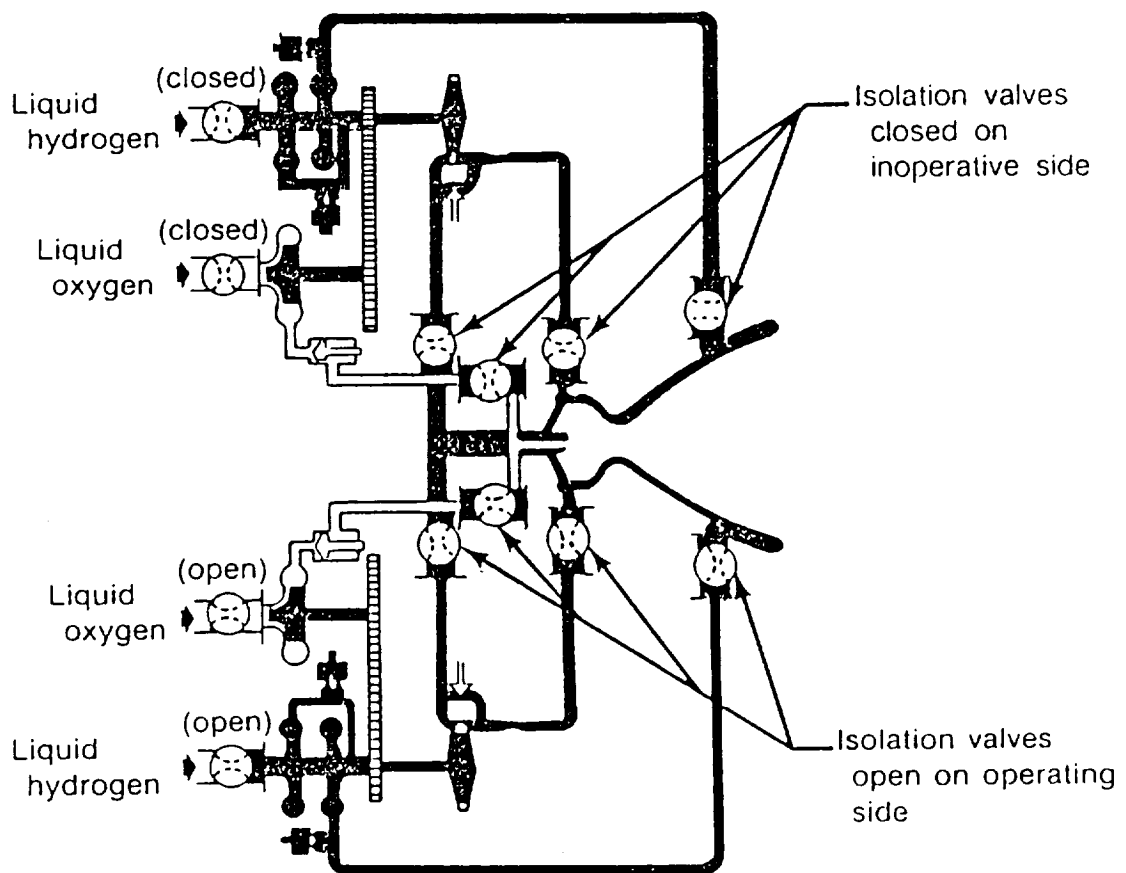 (closed)
Liquid
hydrogen
Isolation valves
closed on
inoperative side
(closed)
Liquid
oxygen
(open)
Liquid
oxygen
(open)
Liquid
hydrogen
Isolation valves
open on operating
side